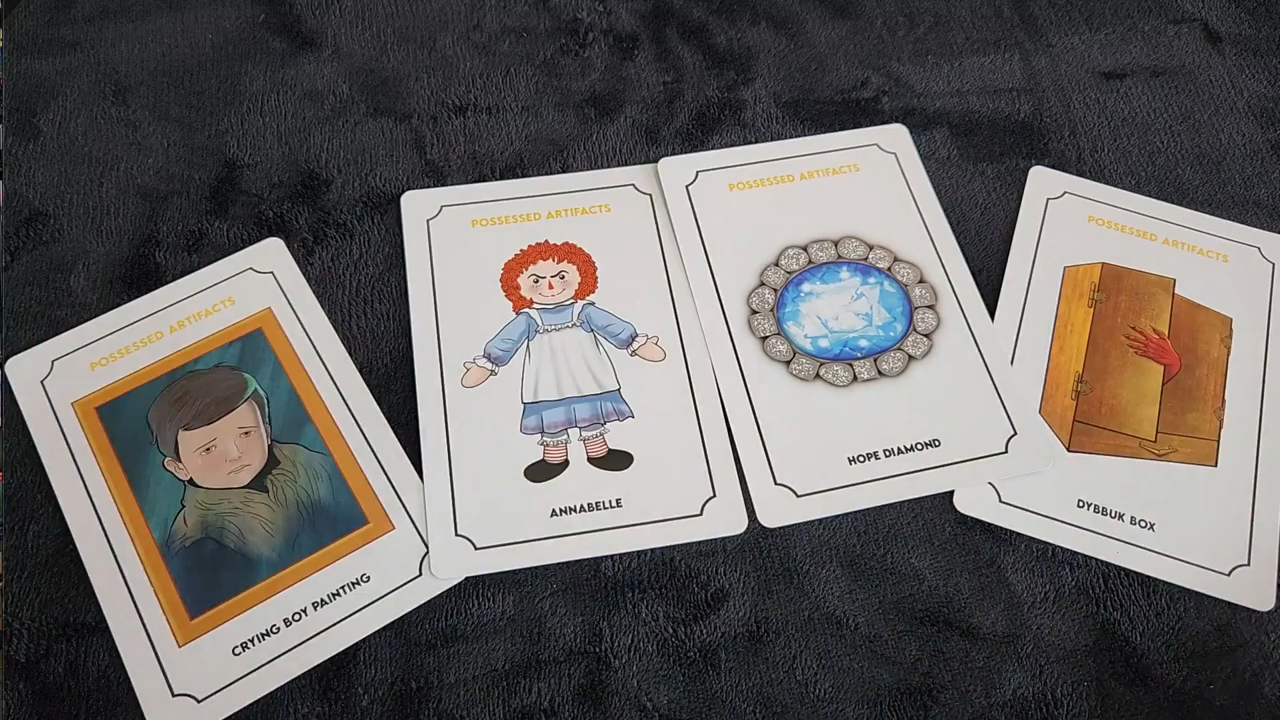 POSSESSED ARTIFACTS
CRYING BOY PAINTING
POSSESSED ARTIFACTS
ANNABELLE
POSSESSED ARTIFACTS
HOPE DIAMOND
POSSESSED ARTIFACTS
DYBBUK BOX